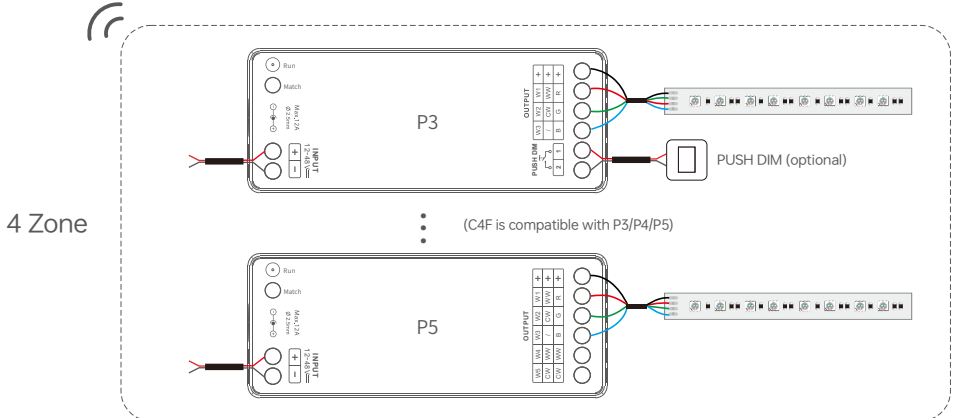 4 Zone
Run
Match
Max,12A
Ø 2.5mm
+
−
INPUT
12~48V
P3
OUTPUT
W1 WW R
W2 CW G
W3 / B
+ + +
PUSH DIM
1
2
PUSH DIM (optional)
(C4F is compatible with P3/P4/P5)
Run
Match
Max,12A
Ø 2.5mm
+
−
INPUT
12~48V
P5
OUTPUT
+ + +
W1 WW R
W2 CW G
W3 / B
W4 WW WW
W5 CW CW